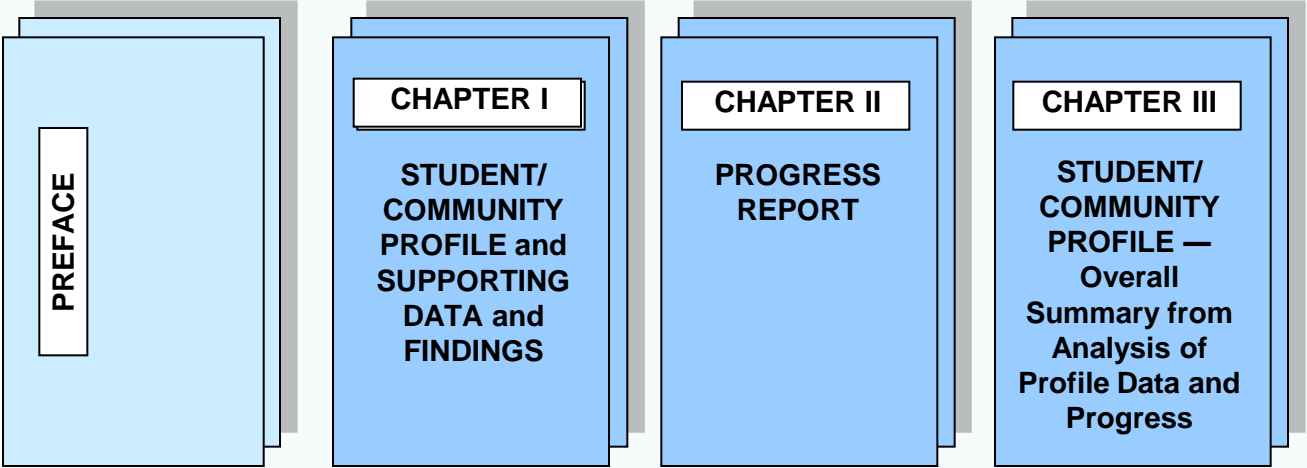 PREFACE
CHAPTER I
STUDENT/
COMMUNITY
PROFILE and
SUPPORTING
DATA and
FINDINGS
CHAPTER II
PROGRESS
REPORT
CHAPTER III
STUDENT/
COMMUNITY
PROFILE —
Overall
Summary from
Analysis of
Profile Data and
Progress